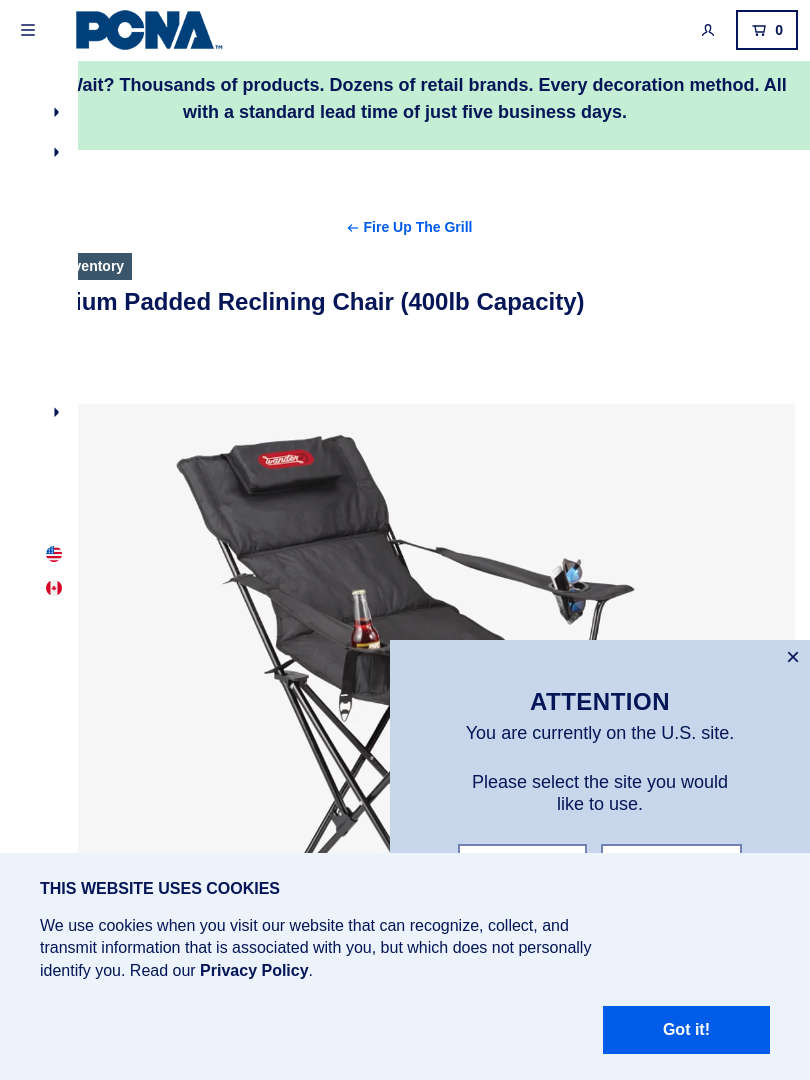 PCNA™
0
Wait? Thousands of products. Dozens of retail brands. Every decoration method. All
with a standard lead time of just five business days.
Fire Up The Grill
Padded Reclining Chair (400lb Capacity)
wander
ATTENTION
You are currently on the U.S. site.
Please select the site you would
like to use.
THIS WEBSITE USES COOKIES
We use cookies when you visit our website that can recognize, collect, and
transmit information that is associated with you, but which does not personally
identify you. Read our Privacy Policy.
Got it!